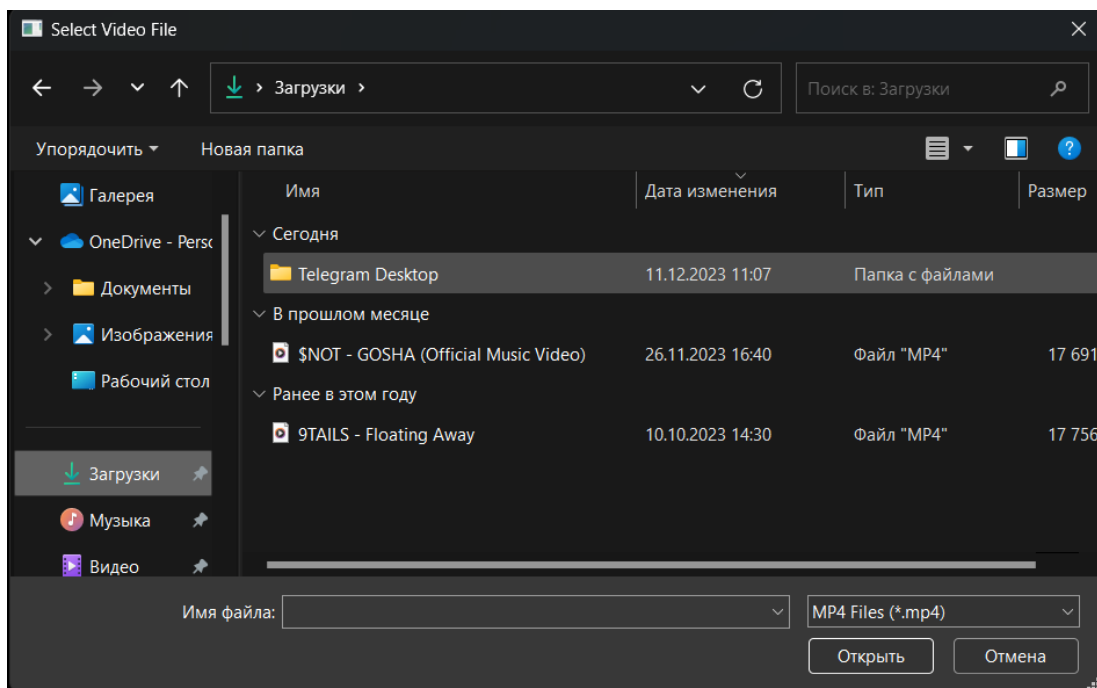 Select Video File
Загрузки
Поиск в: Загрузки
Упорядочить
Новая папка
Имя
Дата изменения
Тип
Размер
Галерея
OneDrive - Perso
Документы
Изображения
Рабочий стол
Загрузки
Музыка
Видео
Сегодня
Telegram Desktop 11.12.2023 11:07 Папка с файлами
В прошлом месяце
$NOT - GOSHA (Official Music Video) 26.11.2023 16:40 Файл "MP4" 17 691
Ранее в этом году
9TAILS - Floating Away 10.10.2023 14:30 Файл "MP4" 17 756
Имя файла:
MP4 Files (*.mp4)
Открыть
Отмена